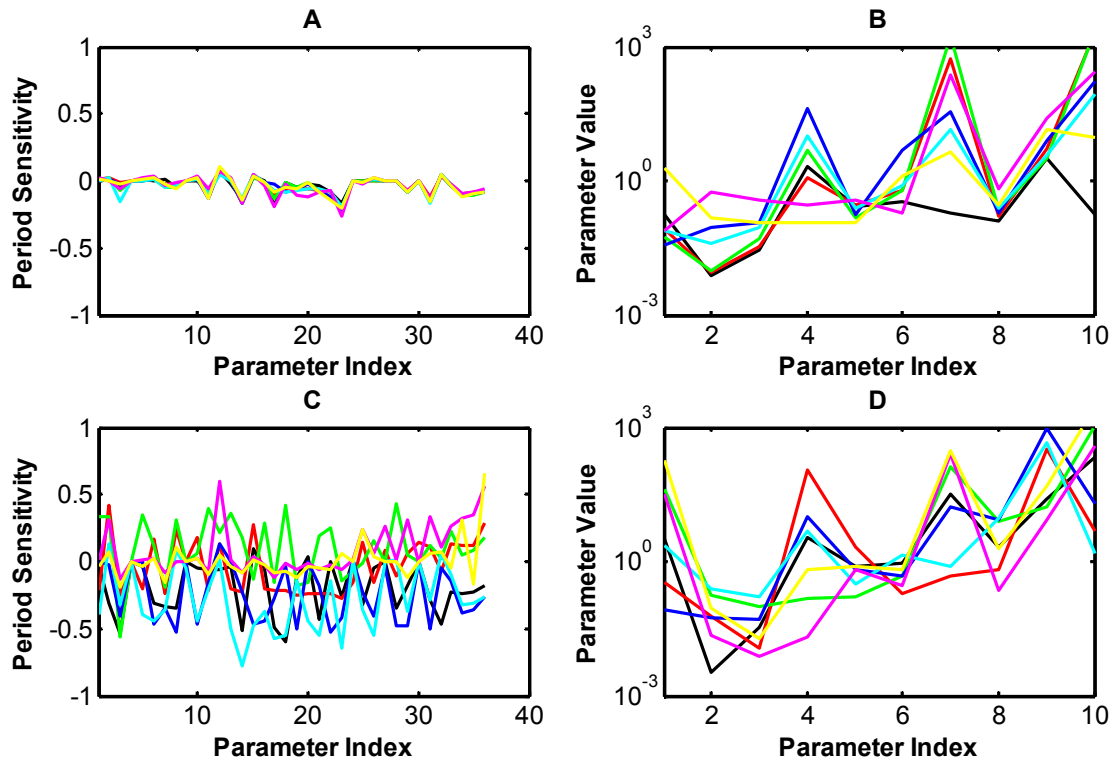 A
1
0.5
0
-0.5
-1
10 20 30 40
Period Sensitivity
Parameter Index
B
10^3
10^0
10^-3
2 4 6 8 10
Parameter Value
Parameter Index
C
1
0.5
0
-0.5
-1
10 20 30 40
Period Sensitivity
Parameter Index
D
10^3
10^0
10^-3
2 4 6 8 10
Parameter Value
Parameter Index